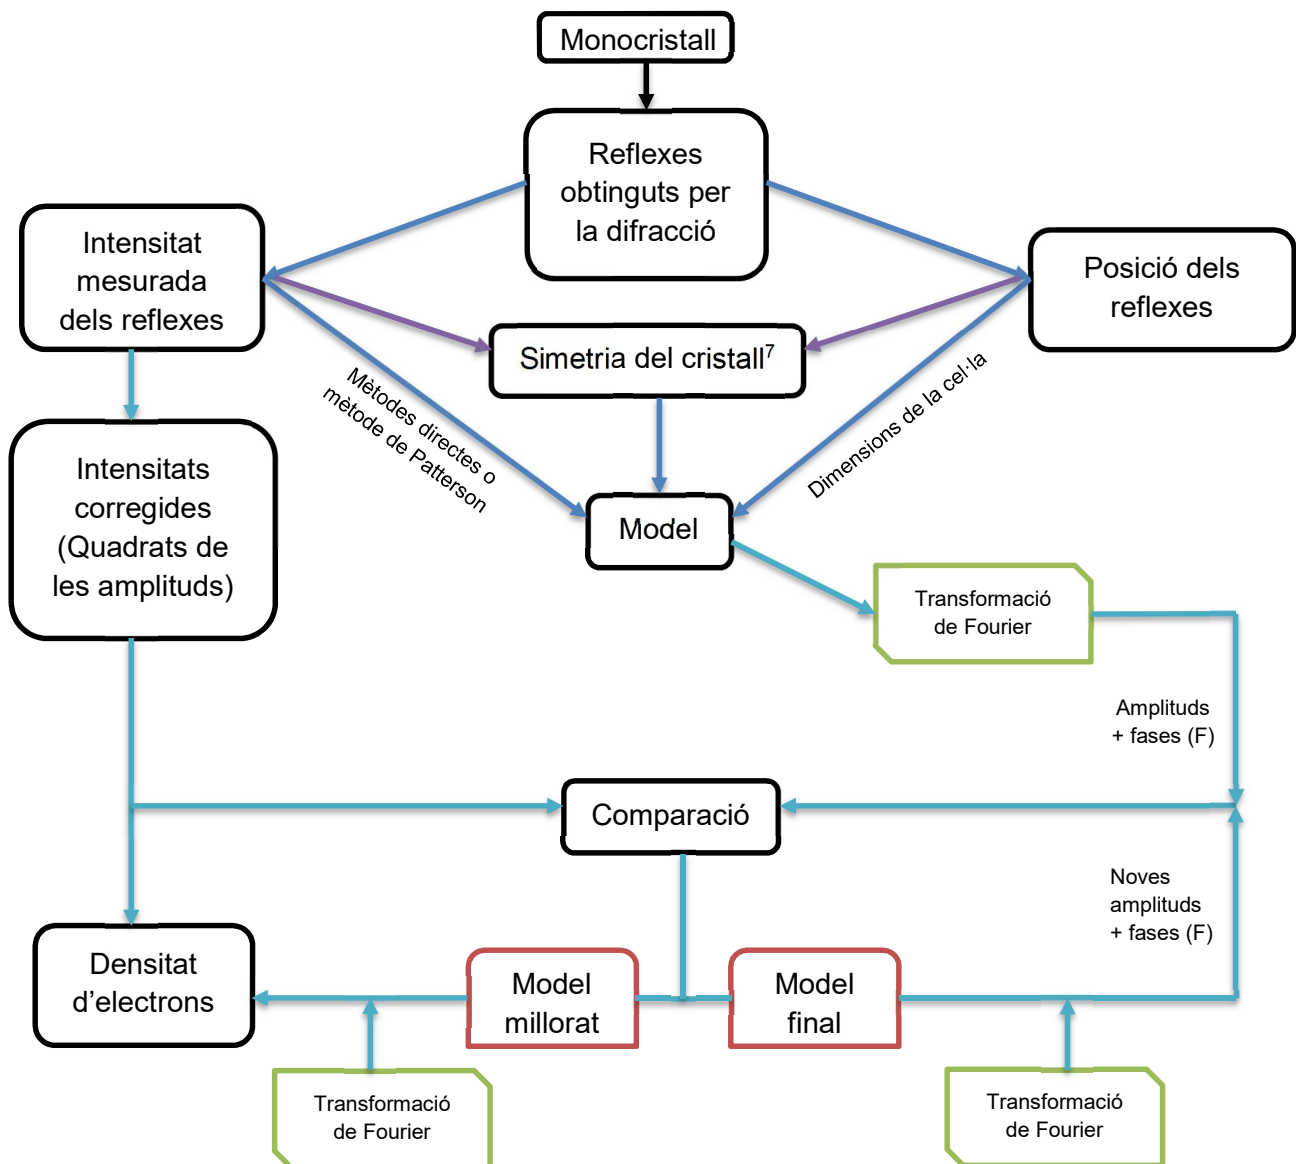 Monocristall
Reflexes
obtinguts per
la difracció
Intensitat
mesurada
dels reflexes
Posició dels
reflexes
Simetria del cristall⁷
Mètodes directes o
mètode de Patterson
Dimensions de la cel·la
Intensitats
corregides
(Quadrats de
les amplituds)
Model
Transformació
de Fourier
Amplituds
+ fases (F)
Comparació
Noves
amplituds
+ fases (F)
Densitat
d’electrons
Model
millorat
Model
final
Transformació
de Fourier
Transformació
de Fourier